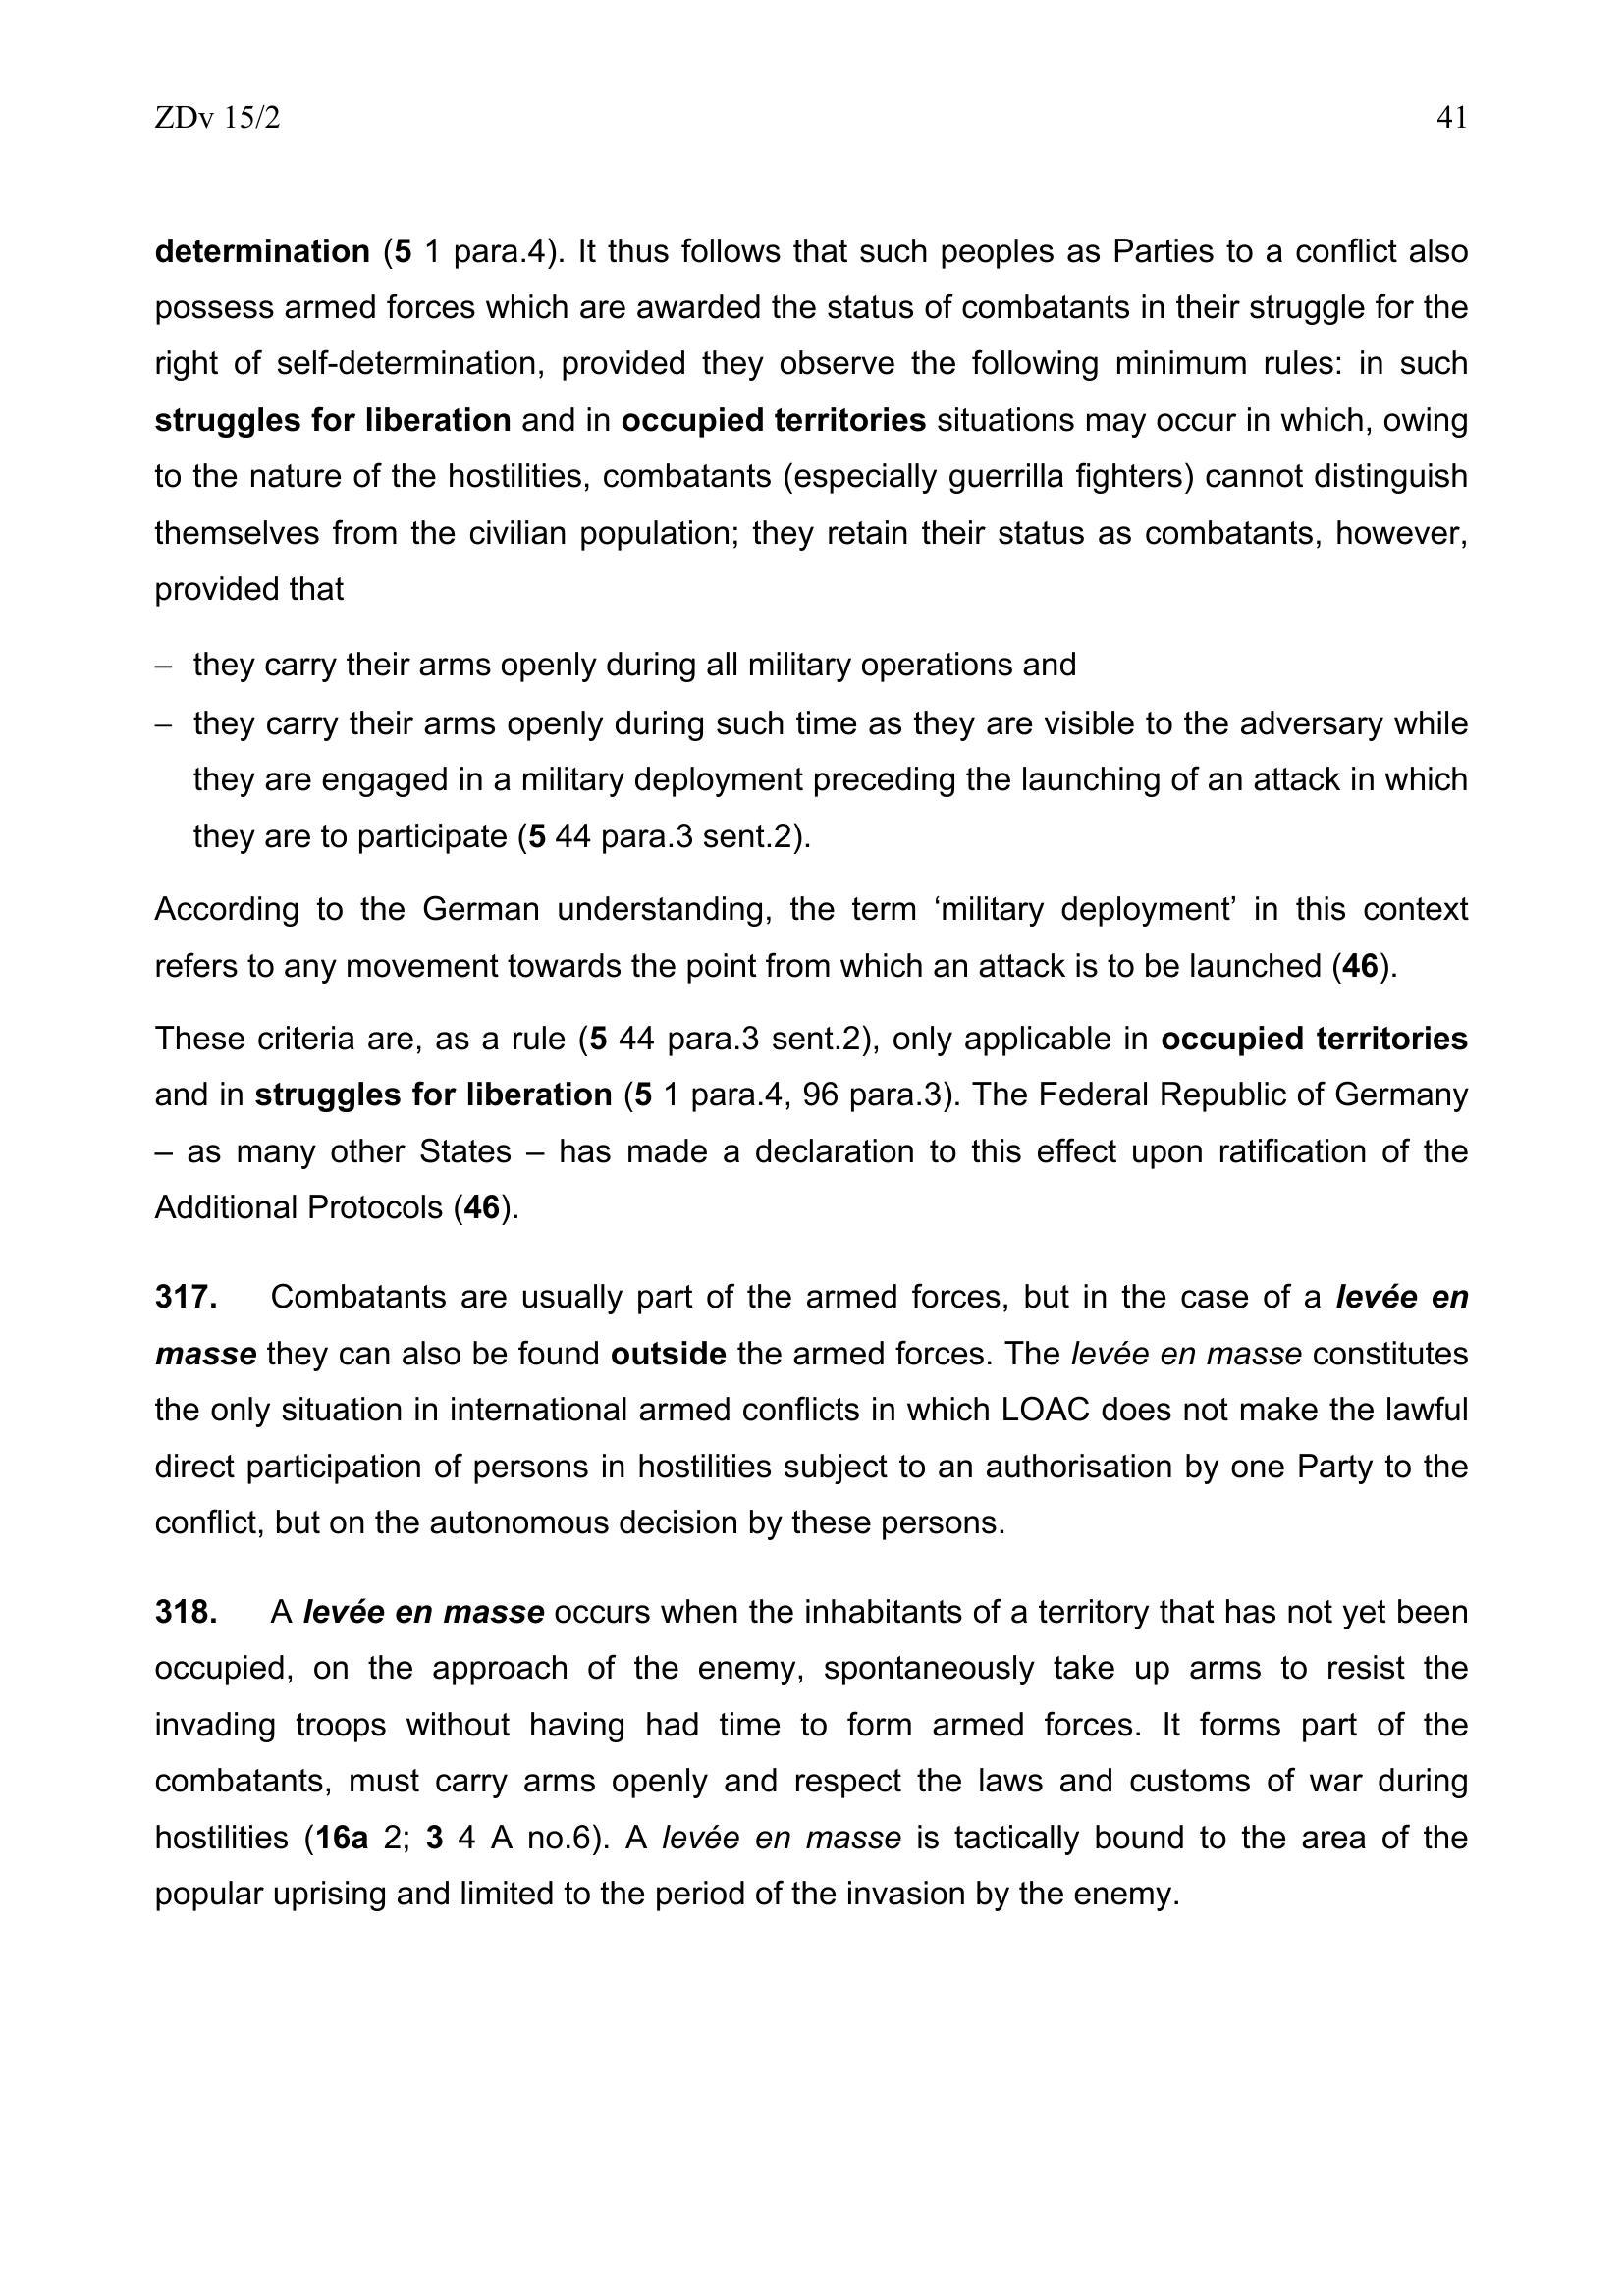 ZDv 15/2 41
determination (5 1 para.4). It thus follows that such peoples as Parties to a conflict also
possess armed forces which are awarded the status of combatants in their struggle for the
right of self-determination, provided they observe the following minimum rules: in such
struggles for liberation and in occupied territories situations may occur in which, owing
to the nature of the hostilities, combatants (especially guerrilla fighters) cannot distinguish
themselves from the civilian population; they retain their status as combatants, however,
provided that
– they carry their arms openly during all military operations and
– they carry their arms openly during such time as they are visible to the adversary while
they are engaged in a military deployment preceding the launching of an attack in which
they are to participate (5 44 para.3 sent.2).
According to the German understanding, the term ‘military deployment’ in this context
refers to any movement towards the point from which an attack is to be launched (46).
These criteria are, as a rule (5 44 para.3 sent.2), only applicable in occupied territories
and in struggles for liberation (5 1 para.4, 96 para.3). The Federal Republic of Germany
– as many other States – has made a declaration to this effect upon ratification of the
Additional Protocols (46).
317. Combatants are usually part of the armed forces, but in the case of a levée en
masse they can also be found outside the armed forces. The levée en masse constitutes
the only situation in international armed conflicts in which LOAC does not make the lawful
direct participation of persons in hostilities subject to an authorisation by one Party to the
conflict, but on the autonomous decision by these persons.
318. A levée en masse occurs when the inhabitants of a territory that has not yet been
occupied, on the approach of the enemy, spontaneously take up arms to resist the
invading troops without having had time to form armed forces. It forms part of the
combatants, must carry arms openly and respect the laws and customs of war during
hostilities (16a 2; 3 4 A no.6). A levée en masse is tactically bound to the area of the
popular uprising and limited to the period of the invasion by the enemy.